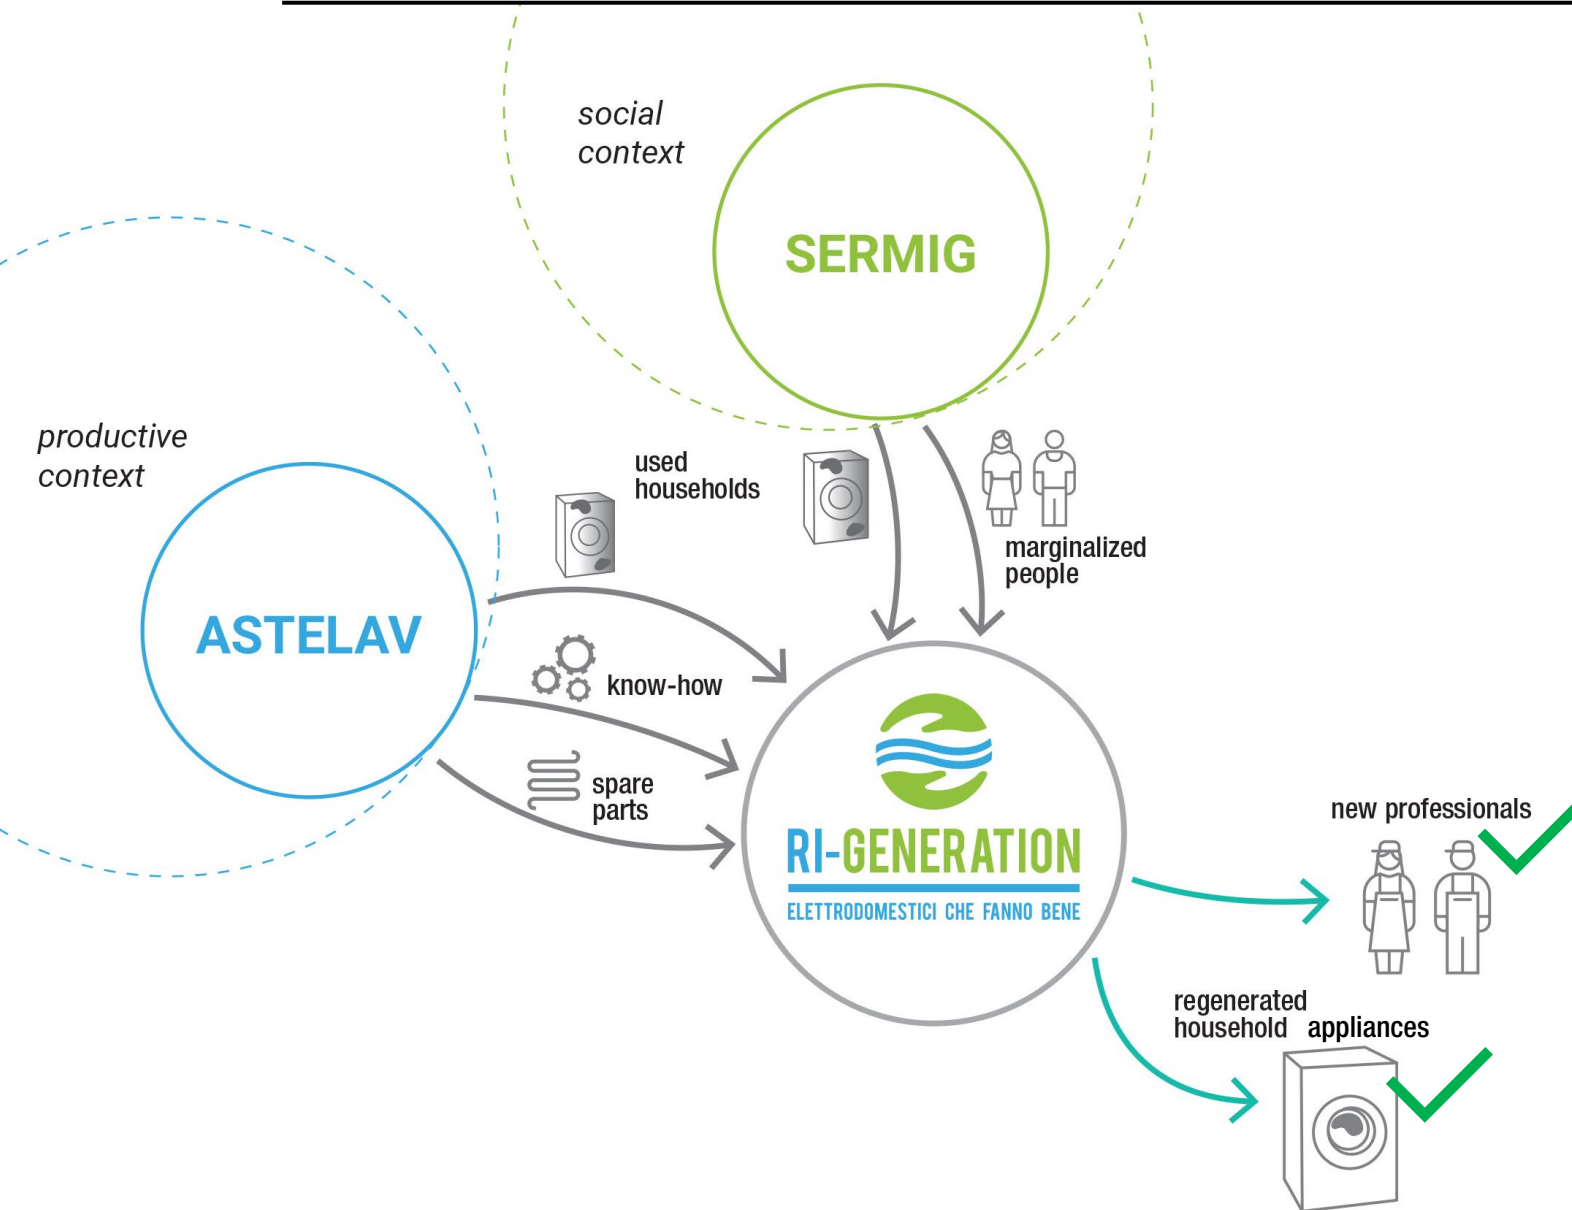 social
context
SERMIG
productive
context
ASTELAV
used
households
marginalized
people
know-how
spare
parts
RI-GENERATION
ELETTRODOMESTICI CHE FANNO BENE
new professionals
regenerated
household appliances